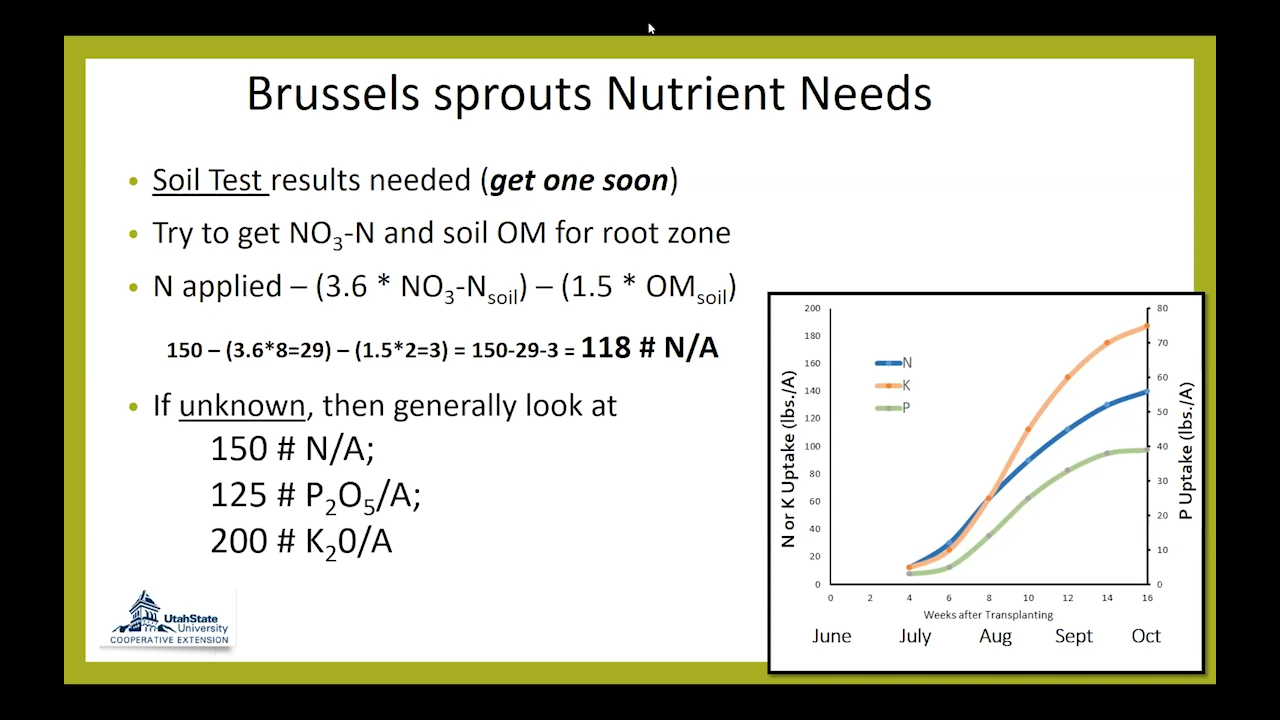 Brussels sprouts Nutrient Needs
• Soil Test results needed (get one soon)
• Try to get NO₃-N and soil OM for root zone
• N applied – (3.6 * NO₃-Nsoil) – (1.5 * OMsoil)
150 – (3.6*8=29) – (1.5*2=3) = 150-29-3 = 118 # N/A
• If unknown, then generally look at
150 # N/A;
125 # P₂O₅/A;
200 # K₂0/A
UtahState
University
COOPERATIVE EXTENSION
N or K Uptake (lbs./A)
200
180
160
140
120
100
80
60
40
20
0
N
K
P
80
70
60
50
40
30
20
10
0
P Uptake (lbs./A)
0 2 4 6 8 10 12 14 16
Weeks after Transplanting
June July Aug Sept Oct